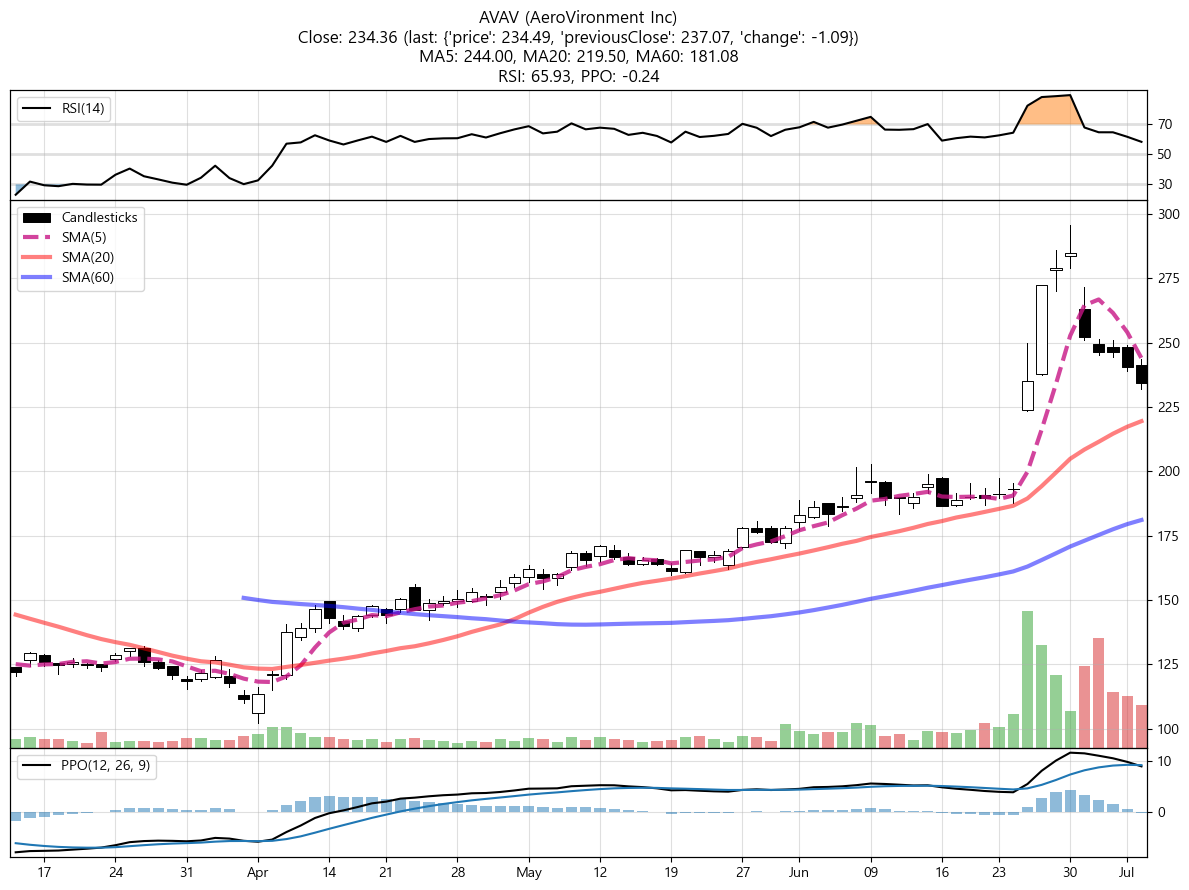 AVAV (AeroVironment Inc)
Close: 234.36 (last: {'price': 234.49, 'previousClose': 237.07, 'change': -1.09})
MA5: 244.00, MA20: 219.50, MA60: 181.08
RSI: 65.93, PPO: -0.24
RSI(14)
70
50
30
Candlesticks
SMA(5)
SMA(20)
SMA(60)
300
275
250
225
200
175
150
125
100
PPO(12, 26, 9)
10
0
17 24 31 Apr 14 21 28 May 12 19 27 Jun 09 16 23 30 Jul